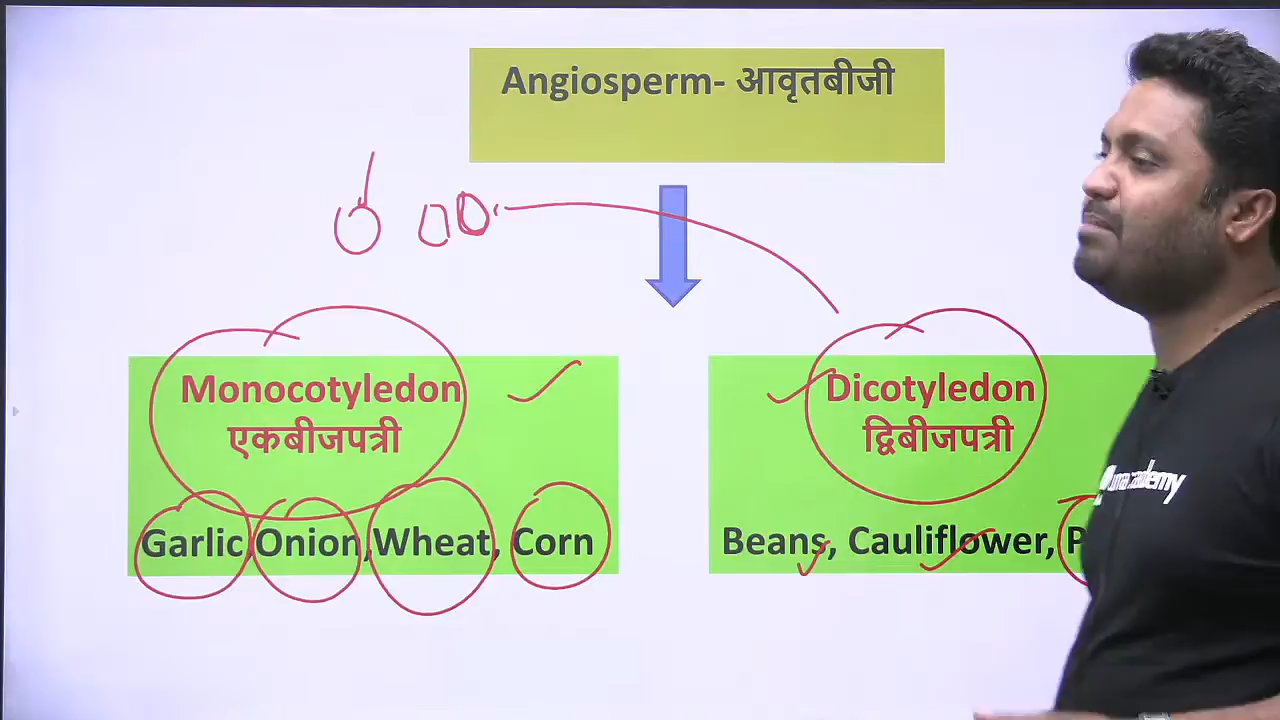 Angiosperm- आवृतबीजी
Monocotyledon
एकबीजपत्री
Garlic, Onion,Wheat, Corn
Dicotyledon
द्विबीजपत्री
Beans, Cauliflower,